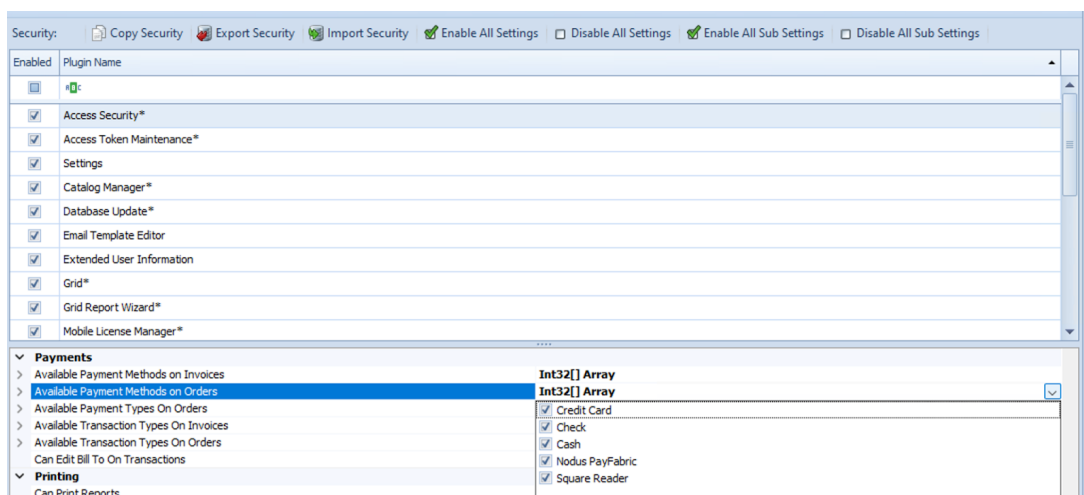 Security: Copy Security Export Security Import Security Enable All Settings Disable All Settings Enable All Sub Settings Disable All Sub Settings
Enabled Plugin Name
Access Security*
Access Token Maintenance*
Settings
Catalog Manager*
Database Update*
Email Template Editor
Extended User Information
Grid*
Grid Report Wizard*
Mobile License Manager*
Payments
Available Payment Methods on Invoices Int32[] Array
Available Payment Methods on Orders Int32[] Array
Available Payment Types On Orders Credit Card
Available Transaction Types On Invoices Check
Available Transaction Types On Orders Cash
Can Edit Bill To On Transactions Nodus PayFabric
Printing Square Reader
Can Print Reports